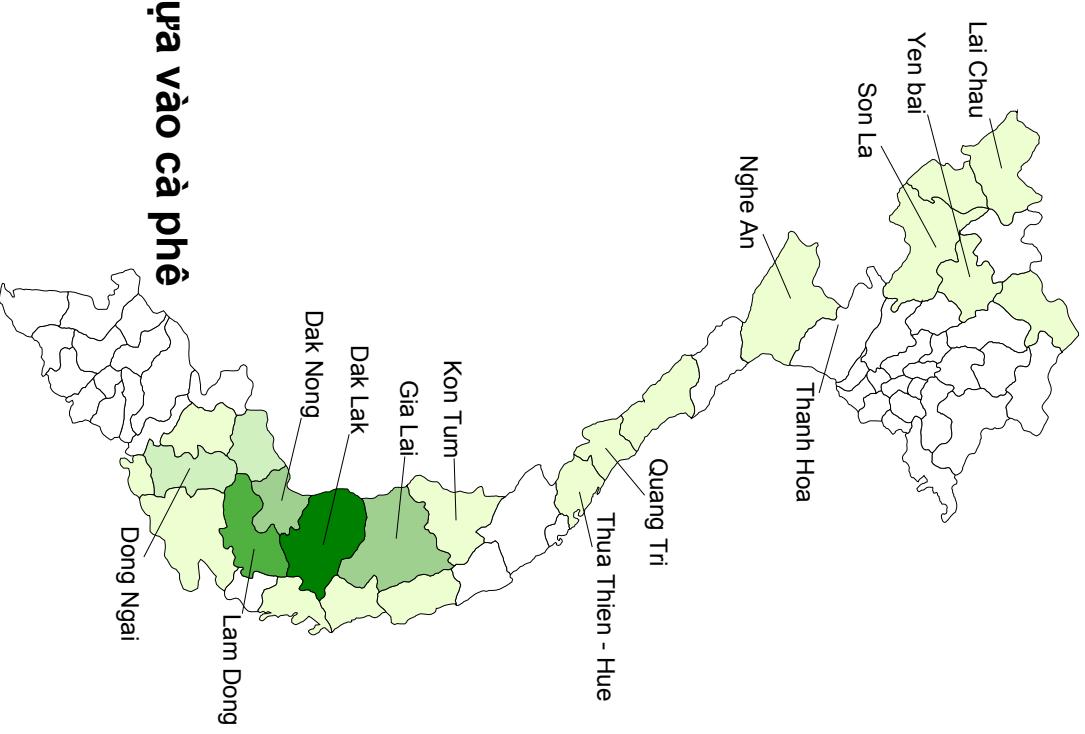 ựa vào cà phê
Lai Chau
Yen bai
Son La
Nghe An
Thanh Hoa
Quang Tri
Thua Thien - Hue
Kon Tum
Gia Lai
Dak Lak
Dak Nong
Lam Dong
Dong Ngai